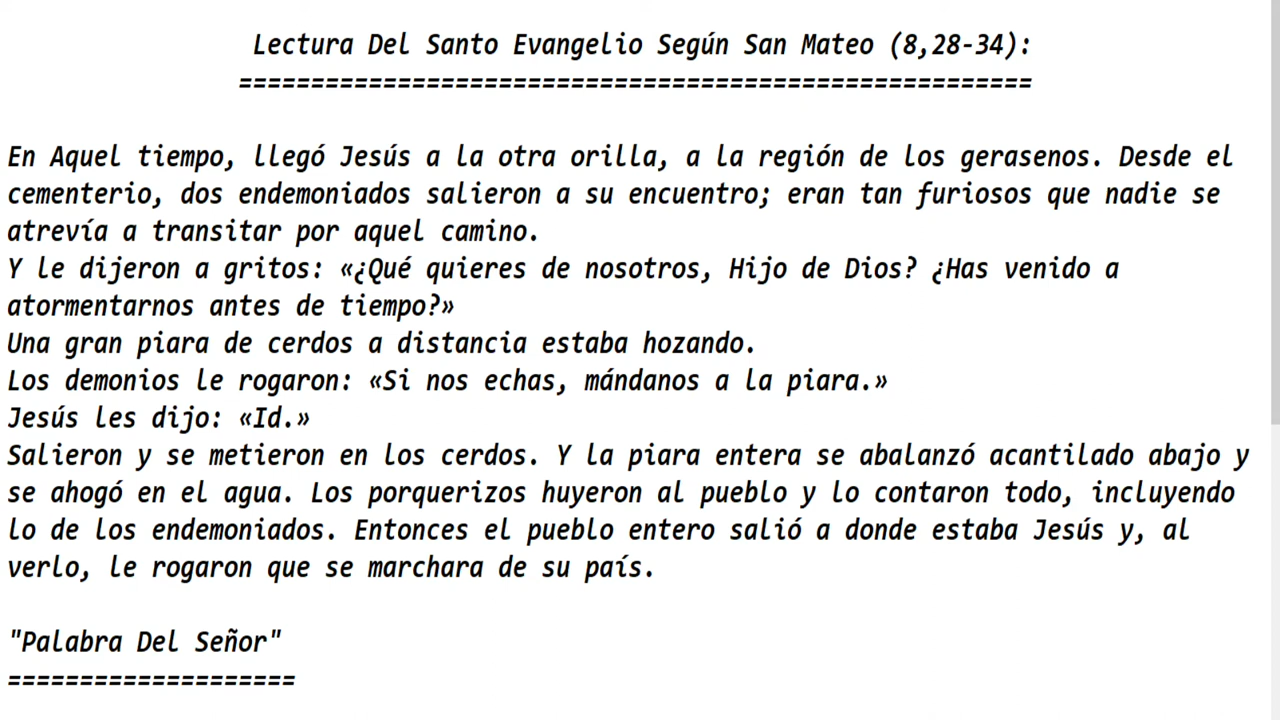 Lectura Del Santo Evangelio Según San Mateo (8,28-34):
=======================================================
En Aquel tiempo, llegó Jesús a la otra orilla, a la región de los gerasenos. Desde el
cementerio, dos endemoniados salieron a su encuentro; eran tan furiosos que nadie se
atrevía a transitar por aquel camino.
Y le dijeron a gritos: «¿Qué quieres de nosotros, Hijo de Dios? ¿Has venido a
atormentarnos antes de tiempo?»
Una gran piara de cerdos a distancia estaba hozando.
Los demonios le rogaron: «Si nos echas, mándanos a la piara.»
Jesús les dijo: «Id.»
Salieron y se metieron en los cerdos. Y la piara entera se abalanzó acantilado abajo y
se ahogó en el agua. Los porquerizos huyeron al pueblo y lo contaron todo, incluyendo
lo de los endemoniados. Entonces el pueblo entero salió a donde estaba Jesús y, al
verlo, le rogaron que se marchara de su país.
"Palabra Del Señor"
====================